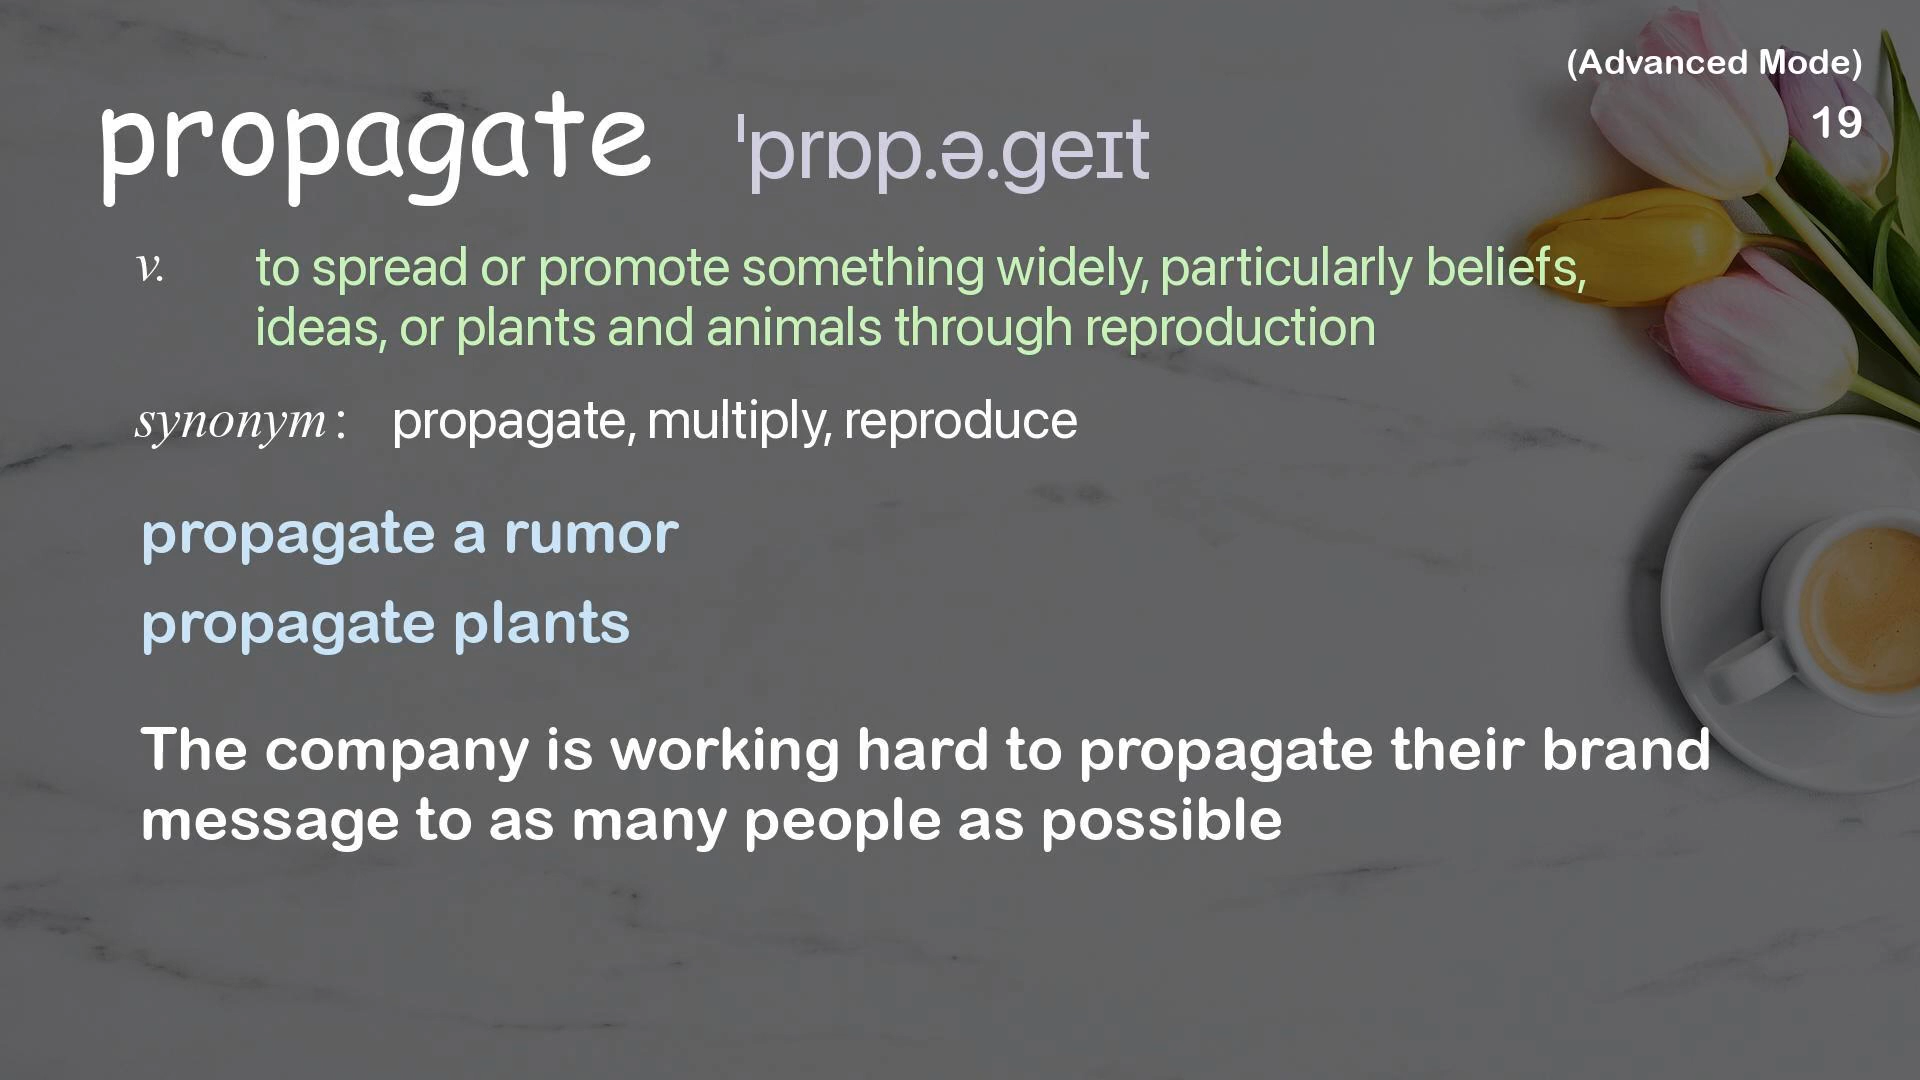 (Advanced Mode)
19
propagate ˈprɒp.ə.geɪt
v. to spread or promote something widely, particularly beliefs,
ideas, or plants and animals through reproduction
synonym : propagate, multiply, reproduce
propagate a rumor
propagate plants
The company is working hard to propagate their brand
message to as many people as possible